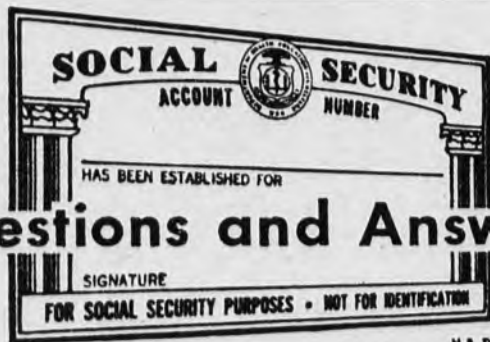 SOCIAL SECURITY
ACCOUNT NUMBER
HAS BEEN ESTABLISHED FOR
estions and Answ
SIGNATURE
FOR SOCIAL SECURITY PURPOSES • NOT FOR IDENTIFICATION